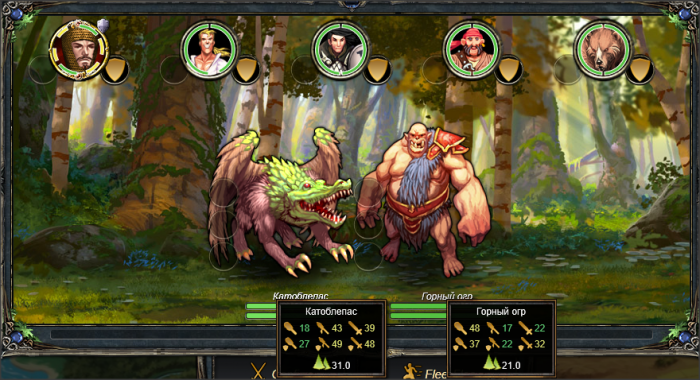 Катоблепас
Горный огр
Катоблепас
18 43 39
27 49 48
31.0
Горный огр
48 17 22
37 22 32
21.0
Flee